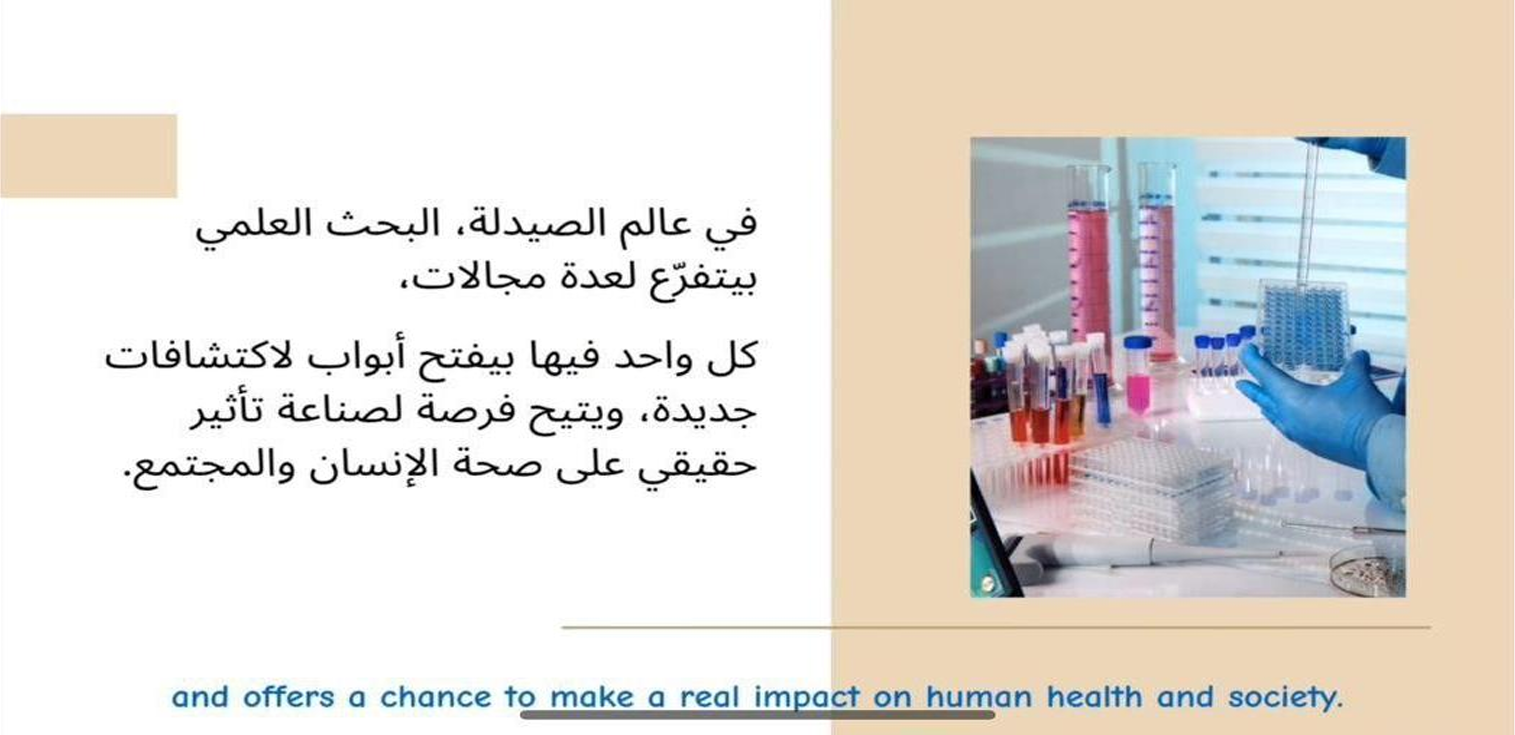 في عالم الصيدلة، البحث العلمي
بيتفرّع لعدة مجالات،
كل واحد فيها بيفتح أبواب لاكتشافات
جديدة، ويتيح فرصة لصناعة تأثير
حقيقي على صحة الإنسان والمجتمع.
and offers a chance to make a real impact on human health and society.